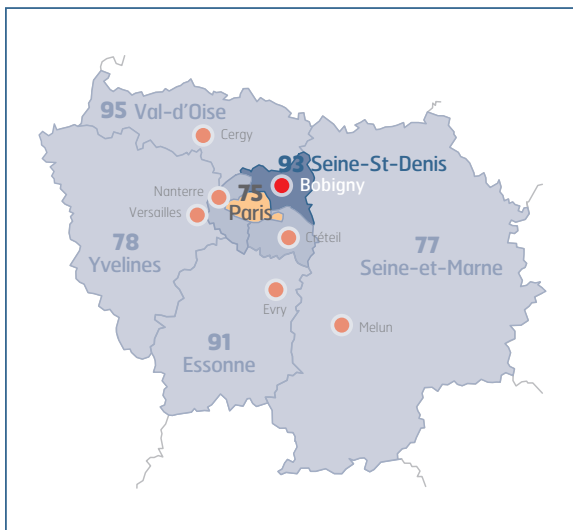 95 Val-d'Oise
Cergy
93 Seine-St-Denis
Bobigny
Nanterre
75
Paris
Versailles
Créteil
78
Yvelines
77
Seine-et-Marne
Evry
Melun
91
Essonne